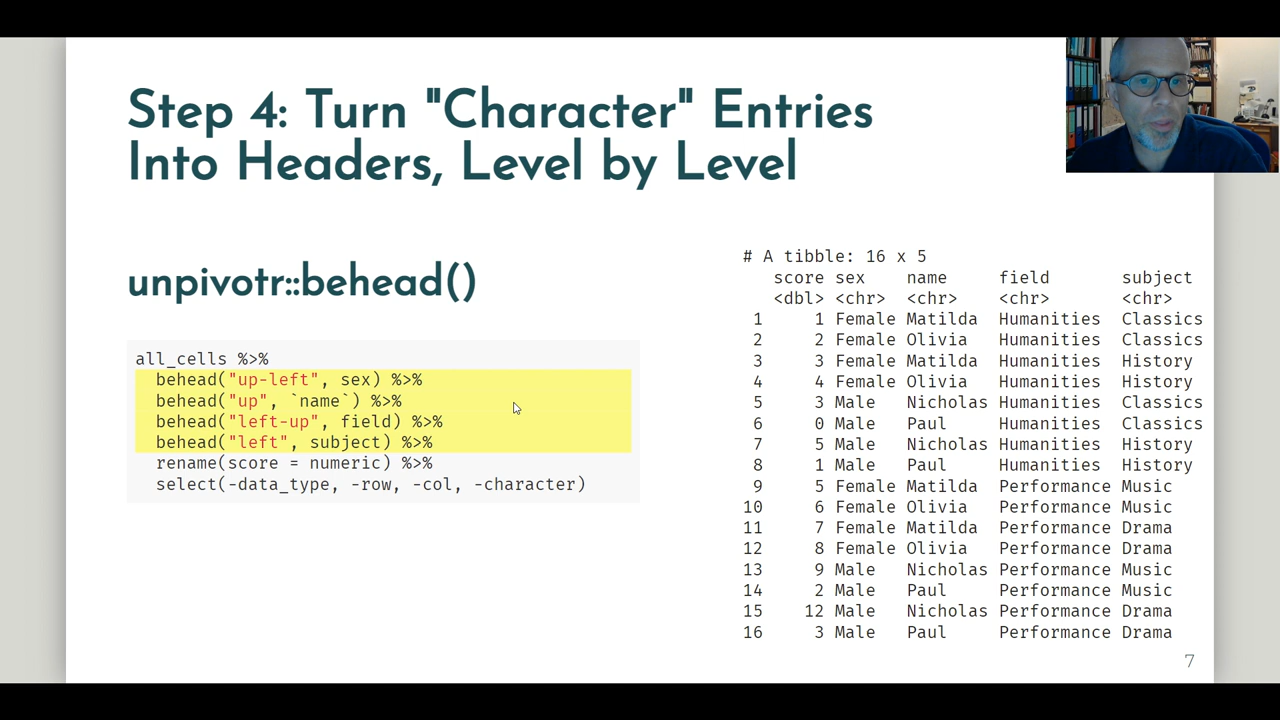 Step 4: Turn "Character" Entries
Into Headers, Level by Level
unpivotr::behead()
all_cells %>%
behead("up-left", sex) %>%
behead("up", `name`) %>%
behead("left-up", field) %>%
behead("left", subject) %>%
rename(score = numeric) %>%
select(-data_type, -row, -col, -character)
# A tibble: 16 x 5
score sex name field subject
<dbl> <chr> <chr> <chr> <chr>
1 1 Female Matilda Humanities Classics
2 2 Female Olivia Humanities Classics
3 3 Female Matilda Humanities History
4 4 Female Olivia Humanities History
5 3 Male Nicholas Humanities Classics
6 0 Male Paul Humanities Classics
7 5 Male Nicholas Humanities History
8 1 Male Paul Humanities History
9 5 Female Matilda Performance Music
10 6 Female Olivia Performance Music
11 7 Female Matilda Performance Drama
12 8 Female Olivia Performance Drama
13 9 Male Nicholas Performance Music
14 2 Male Paul Performance Music
15 12 Male Nicholas Performance Drama
16 3 Male Paul Performance Drama
7